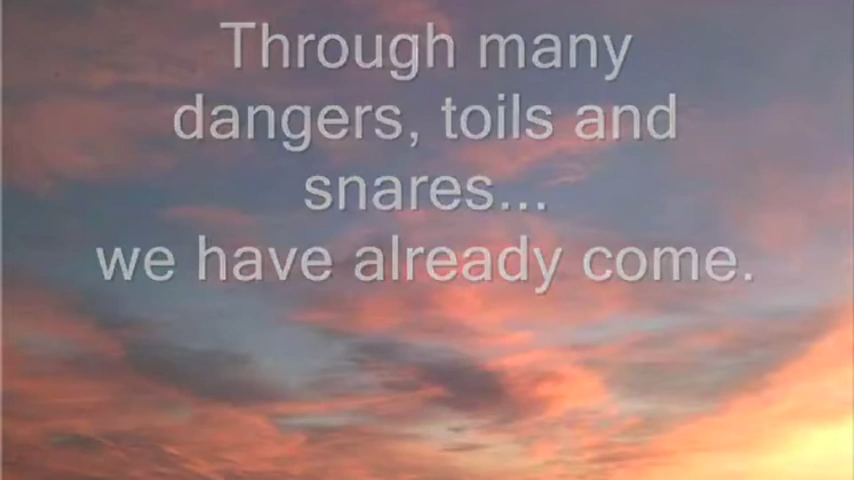 Through many
dangers, toils and
snares...
we have already come.